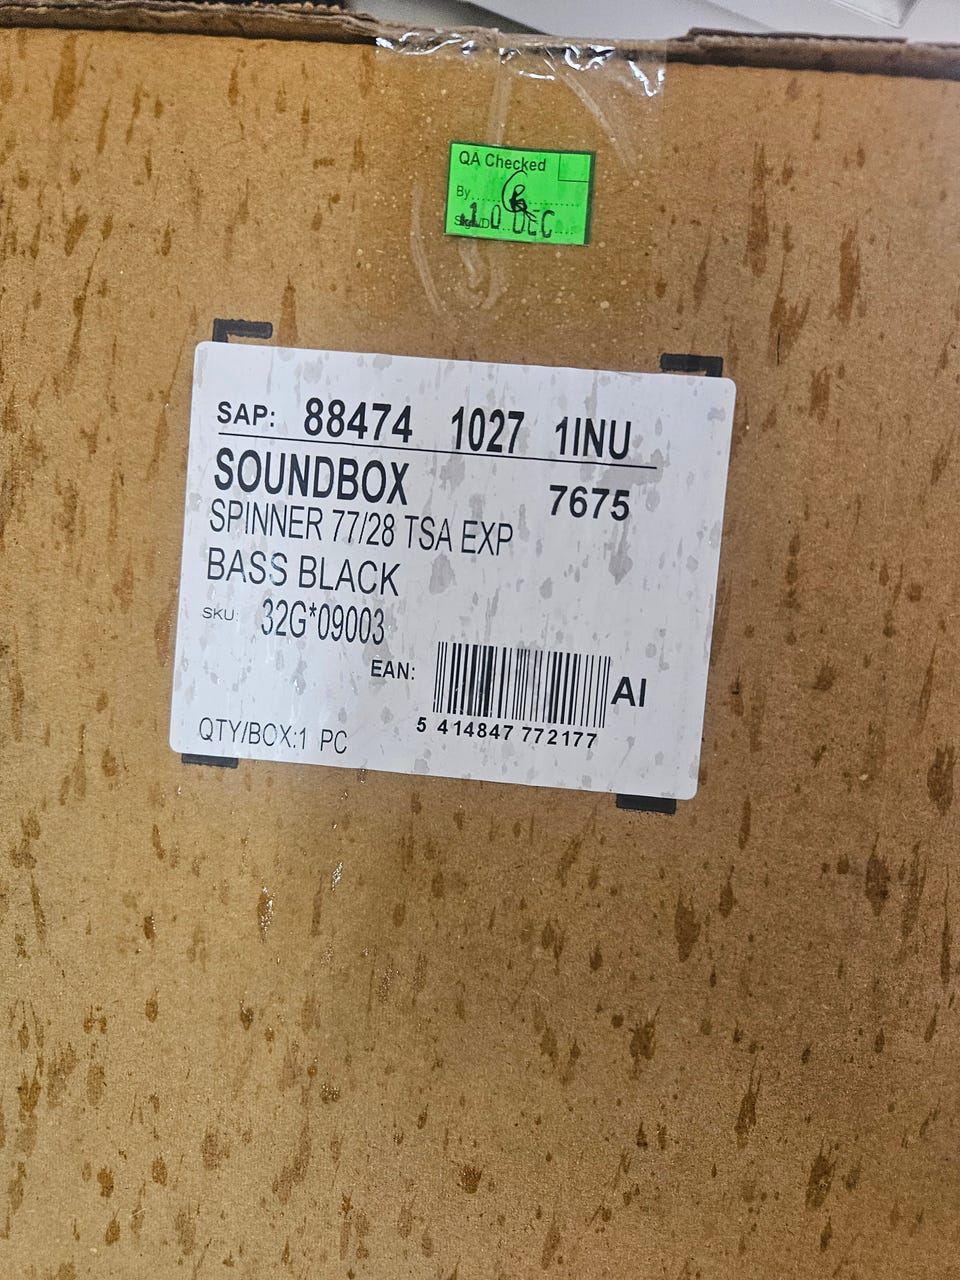 QA Checked
By
10 DEC
SAP: 88474 1027 1INU
SOUNDBOX 7675
SPINNER 77/28 TSA EXP
BASS BLACK
SKU: 32G*09003
EAN: AI
5 414847 772177
QTY/BOX:1 PC